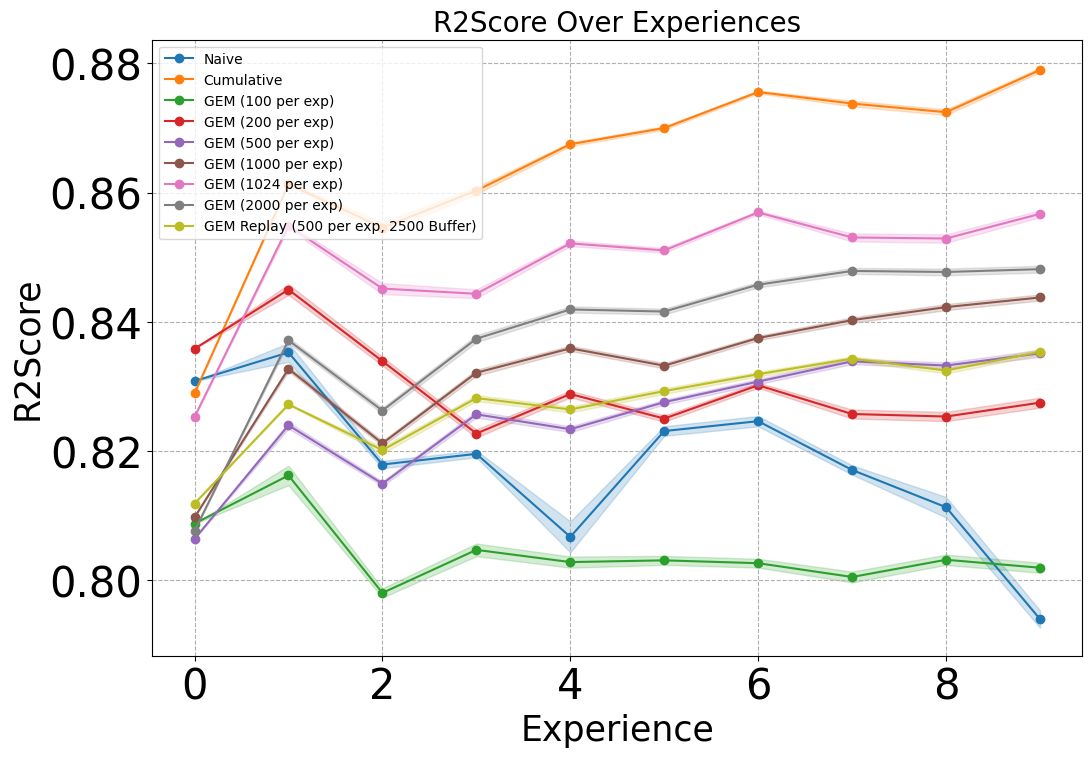 R2Score Over Experiences
Naive
Cumulative
GEM (100 per exp)
GEM (200 per exp)
GEM (500 per exp)
GEM (1000 per exp)
GEM (1024 per exp)
GEM (2000 per exp)
GEM Replay (500 per exp, 2500 Buffer)
0.88
0.86
0.84
0.82
0.80
R2Score
0 2 4 6 8
Experience